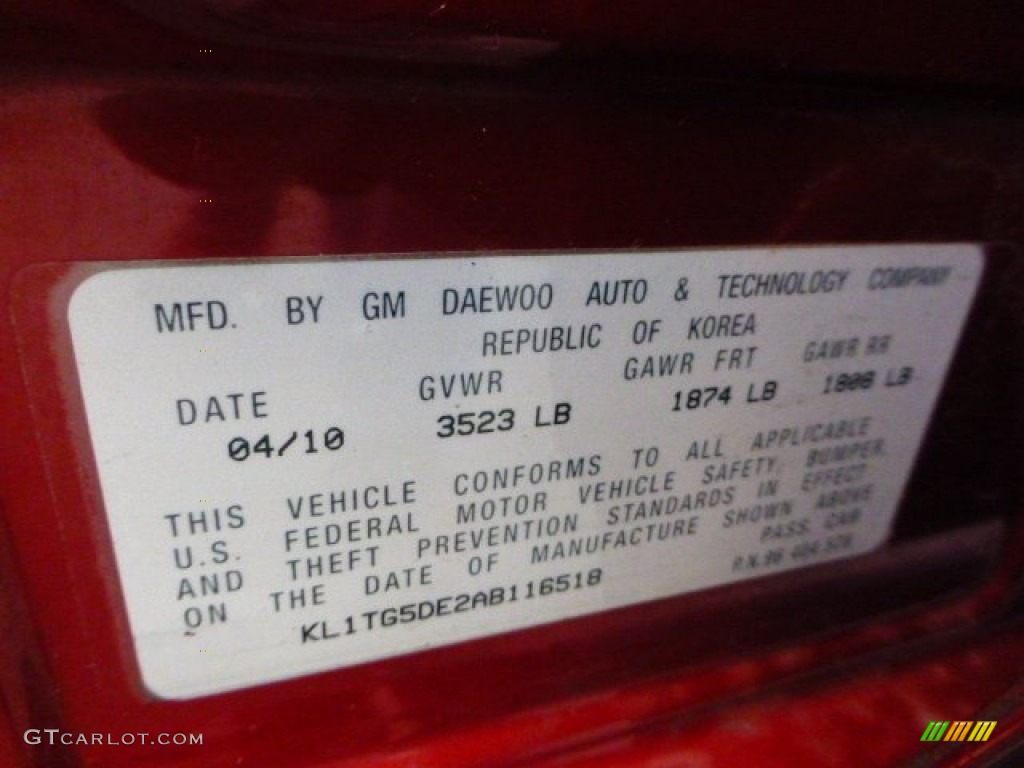 MFD. BY GM DAEWOO AUTO & TECHNOLOGY COMPANY
REPUBLIC OF KOREA
DATE GVWR GAWR FRT GAWR RR
04/10 3523 LB 1874 LB 1808 LB
THIS VEHICLE CONFORMS TO ALL APPLICABLE
U.S. FEDERAL MOTOR VEHICLE SAFETY, BUMPER,
AND THEFT PREVENTION STANDARDS IN EFFECT
ON THE DATE OF MANUFACTURE SHOWN ABOVE
PASS. CAR
KL1TG5DE2AB116518
P.N.96
GTCARLOT.COM